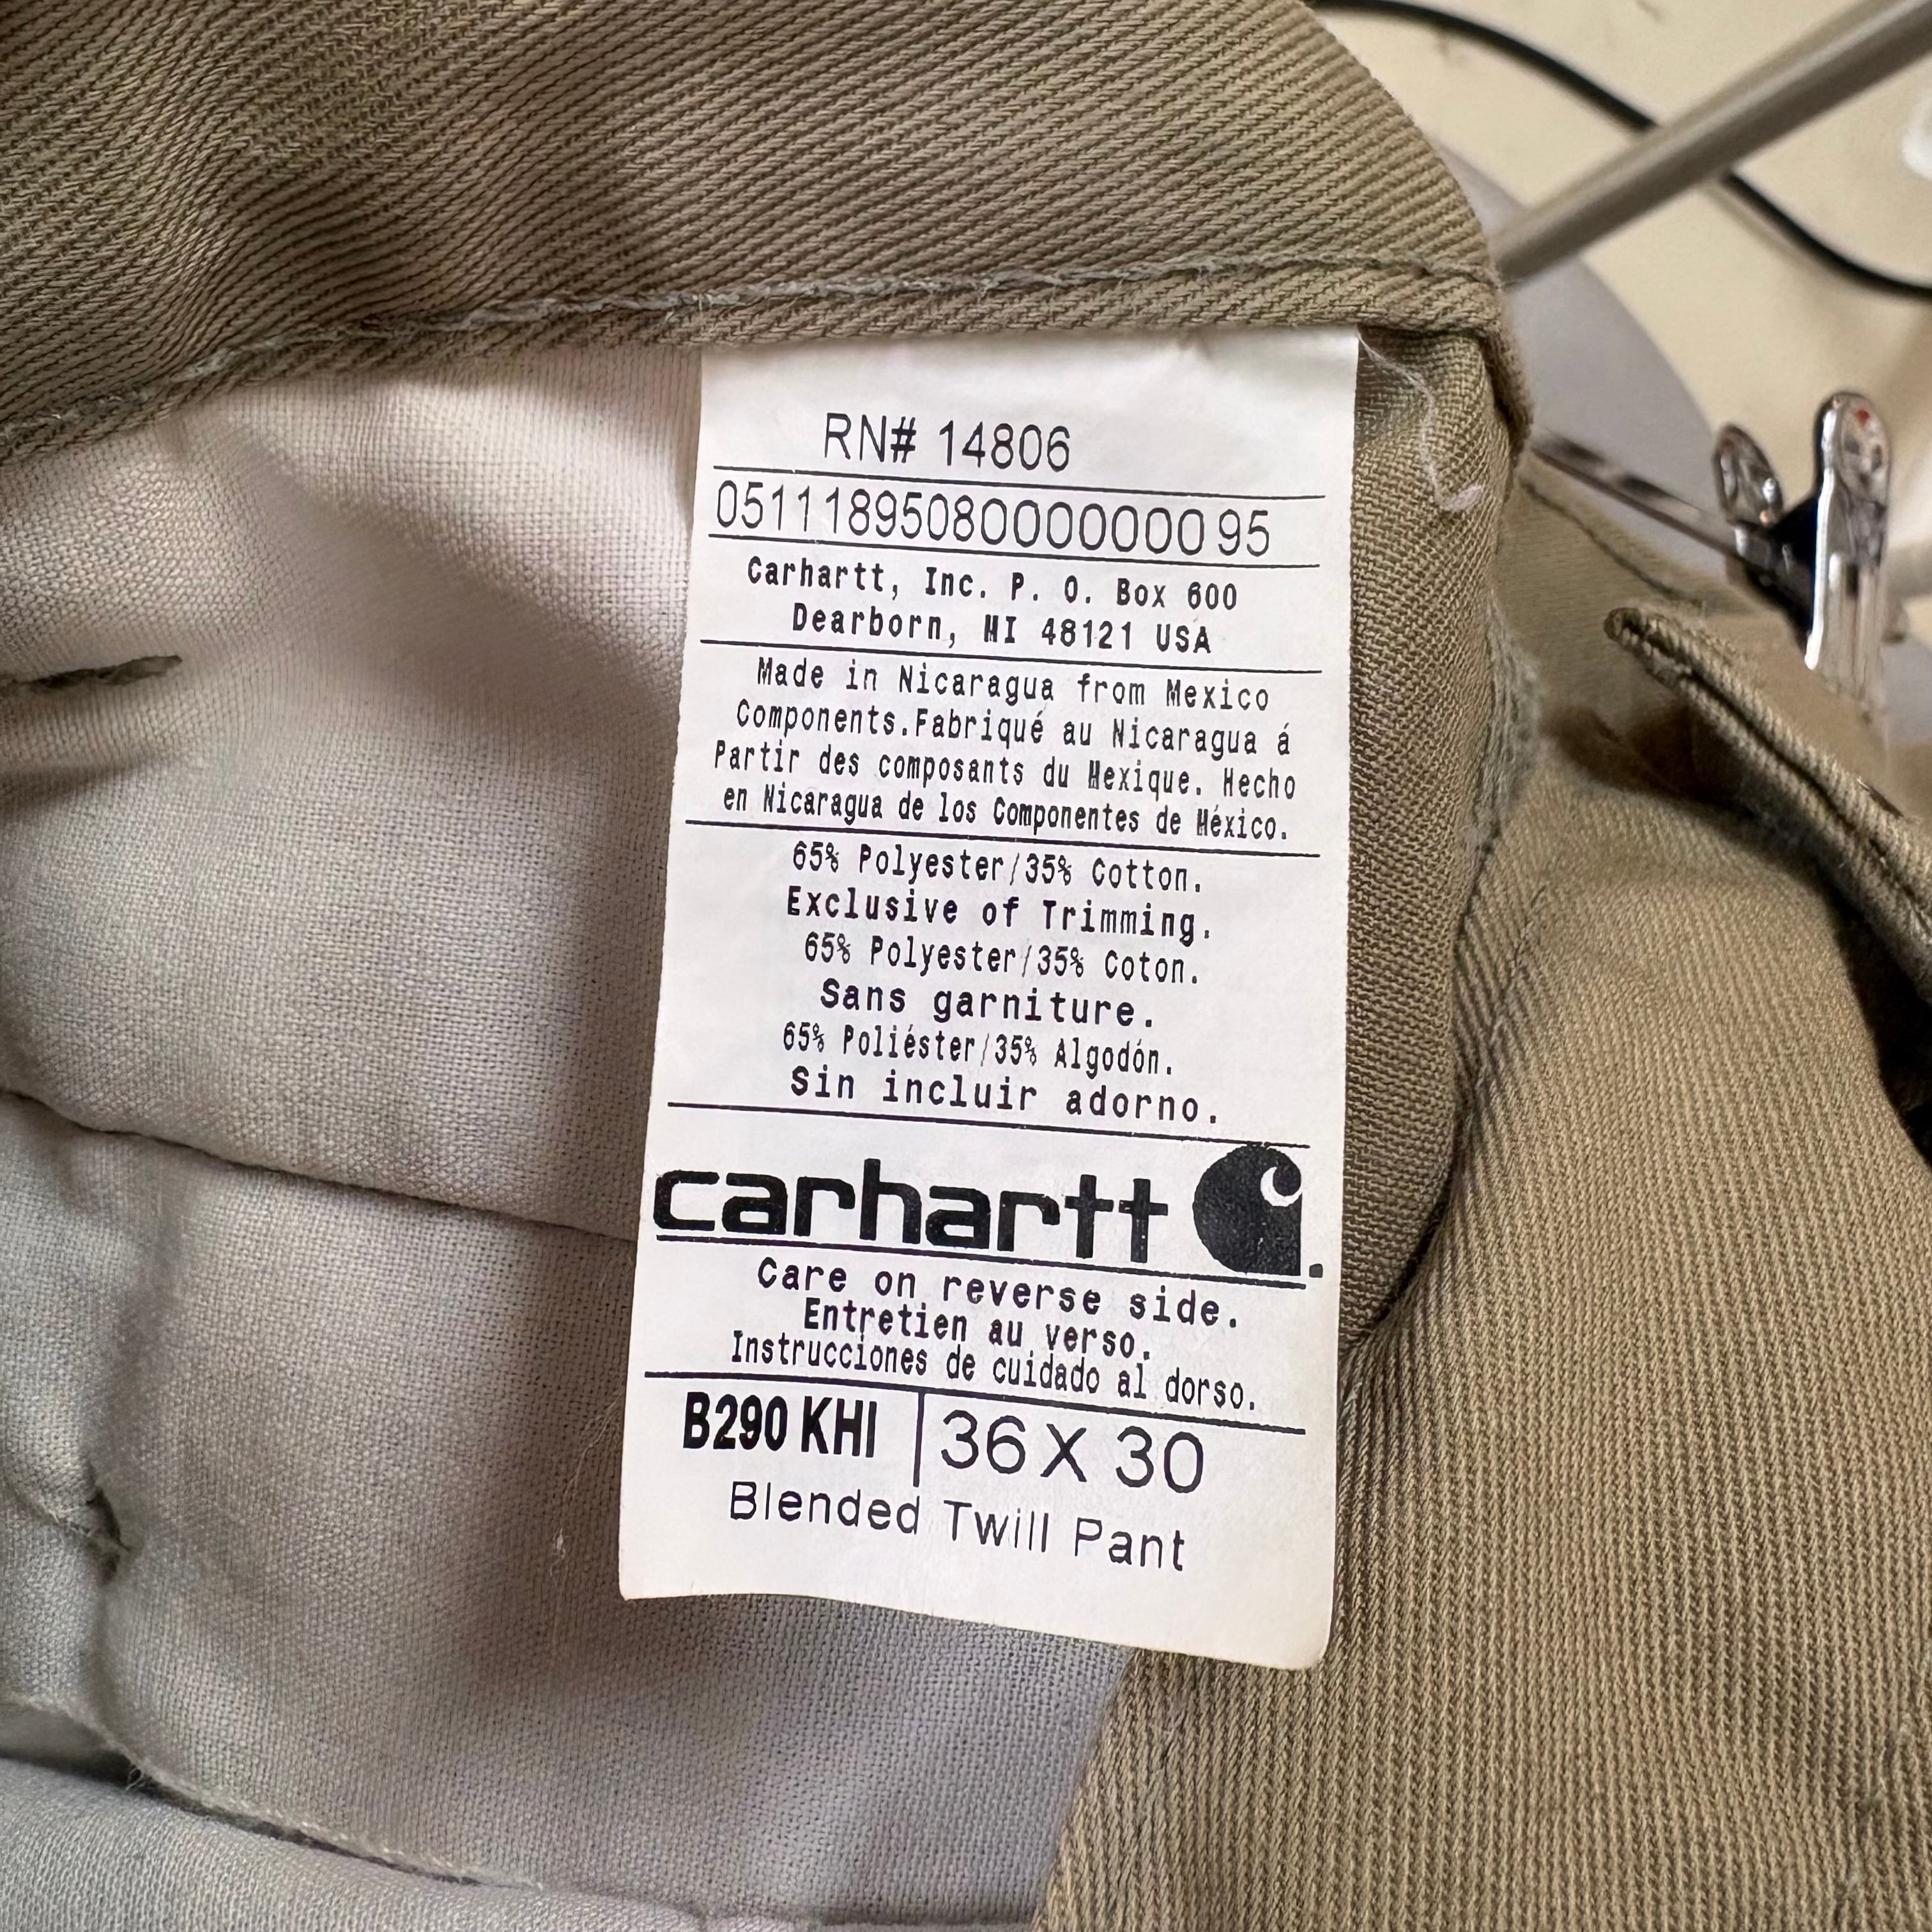 RN# 14806
05111895080000000095
Carhartt, Inc. P. O. Box 600
Dearborn, MI 48121 USA
Made in Nicaragua from Mexico
Components.Fabriqué au Nicaragua á
Partir des composants du Mexique. Hecho
en Nicaragua de los Componentes de México.
65% Polyester/35% Cotton.
Exclusive of Trimming.
65% Polyester/35% Coton.
Sans garniture.
65% Poliéster/35% Algodón.
Sin incluir adorno.
carhartt
Care on reverse side.
Entretien au verso.
Instrucciones de cuidado al dorso.
B290 KHI | 36 X 30
Blended Twill Pant